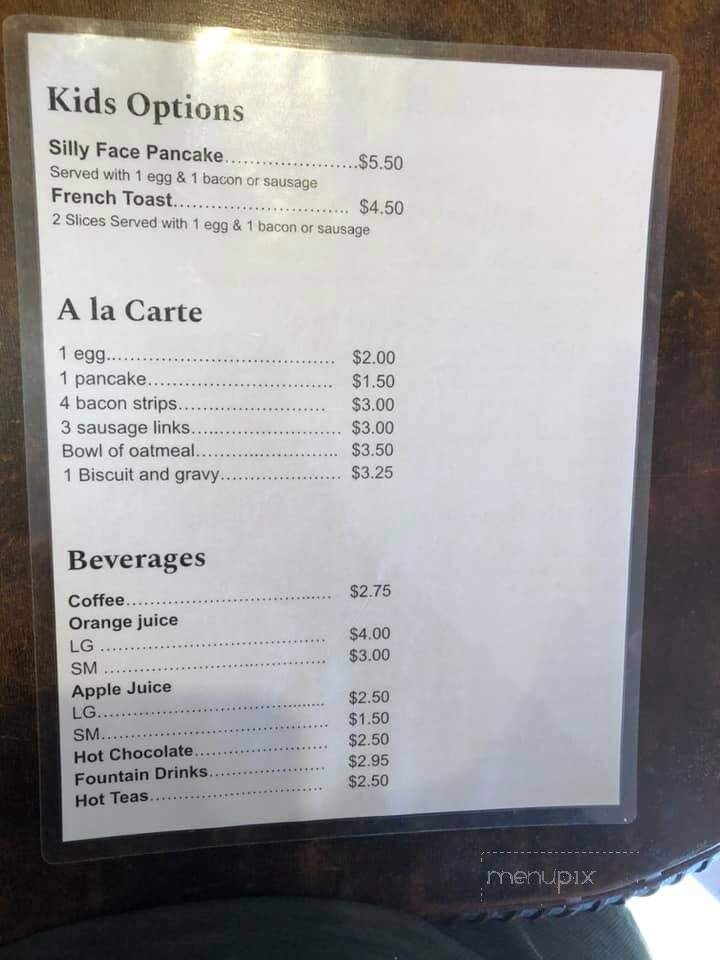 Kids Options
Silly Face Pancake.....................$5.50
Served with 1 egg & 1 bacon or sausage
French Toast............................ $4.50
2 Slices Served with 1 egg & 1 bacon or sausage
A la Carte
1 egg..................................... $2.00
1 pancake.............................. $1.50
4 bacon strips........................ $3.00
3 sausage links........................ $3.00
Bowl of oatmeal....................... $3.50
1 Biscuit and gravy.................... $3.25
Beverages
Coffee................................... $2.75
Orange juice
LG ..................................... $4.00
SM ..................................... $3.00
Apple Juice
LG...................................... $2.50
SM...................................... $1.50
Hot Chocolate....................... $2.50
Fountain Drinks.................... $2.95
Hot Teas.............................. $2.50
menupix